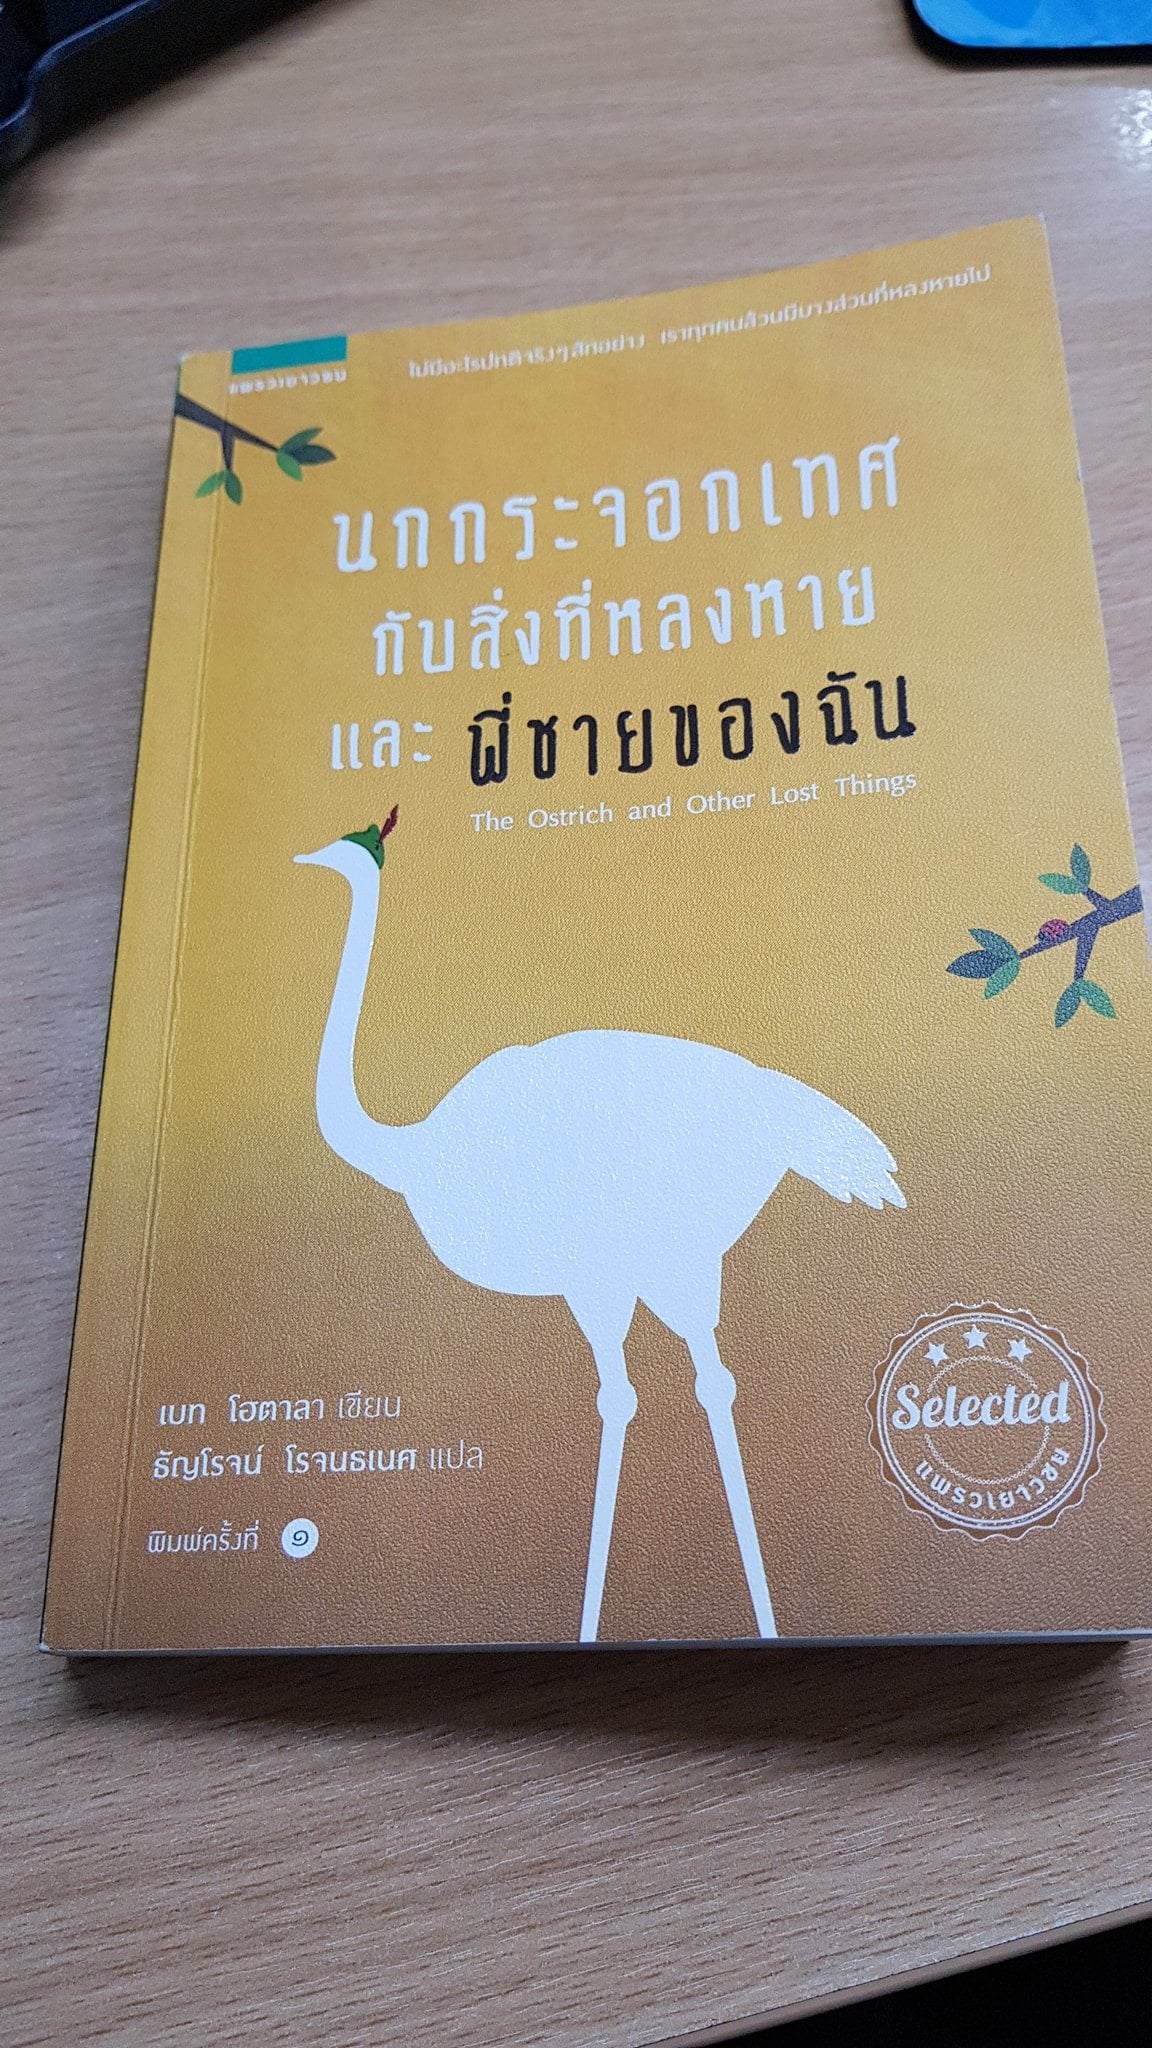 แพรวเยาวชน
ไม่มีอะไรปกติจริงๆ สักอย่าง เราทุกคนล้วนมีบางส่วนที่หลงหายไป
นกกระจอกเทศ
กับสิ่งที่หลงหาย
และ พี่ชายของฉัน
The Ostrich and Other Lost Things
เบท โฮตาลา เขียน
ธัญโรจน์ โรจนธเนศ แปล
พิมพ์ครั้งที่ ๑
Selected
แพรวเยาวชน